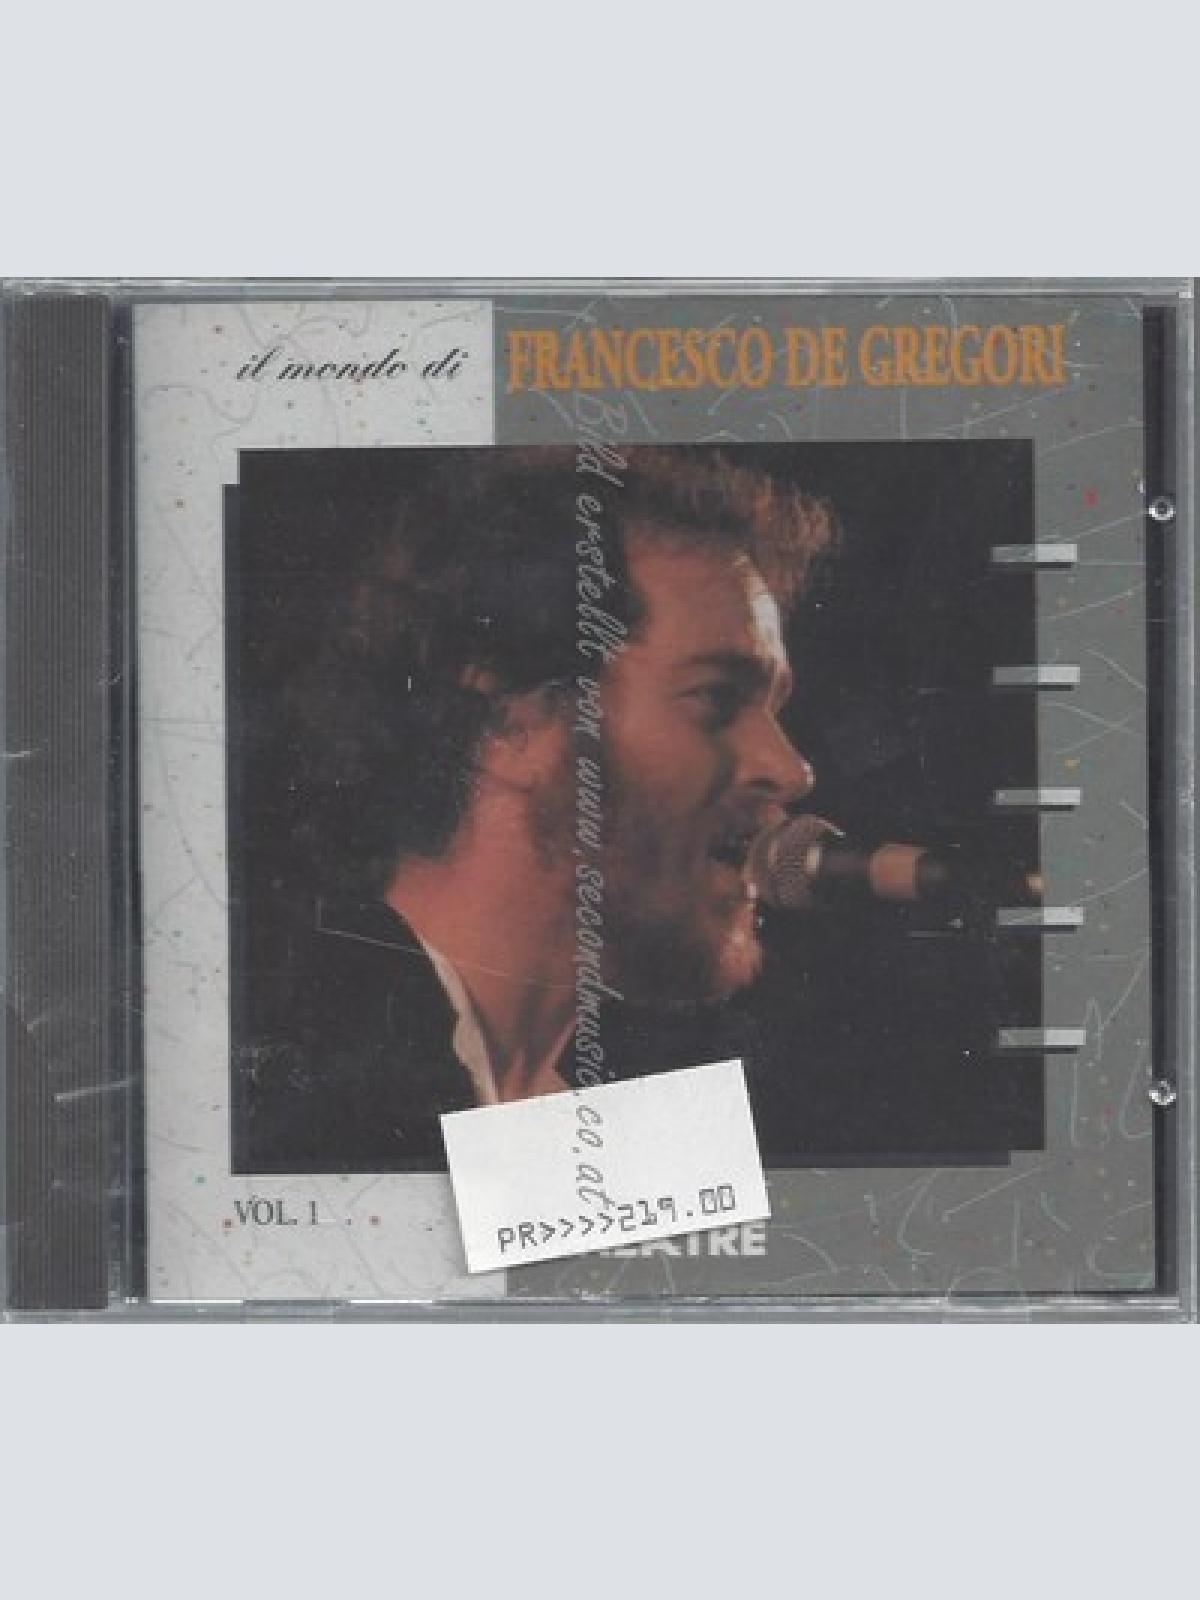 il mondo di
FRANCESCO DE GREGORI
Bild erstellt von www.secondmusic.co.at
VOL. 1
PR>>>>219.00